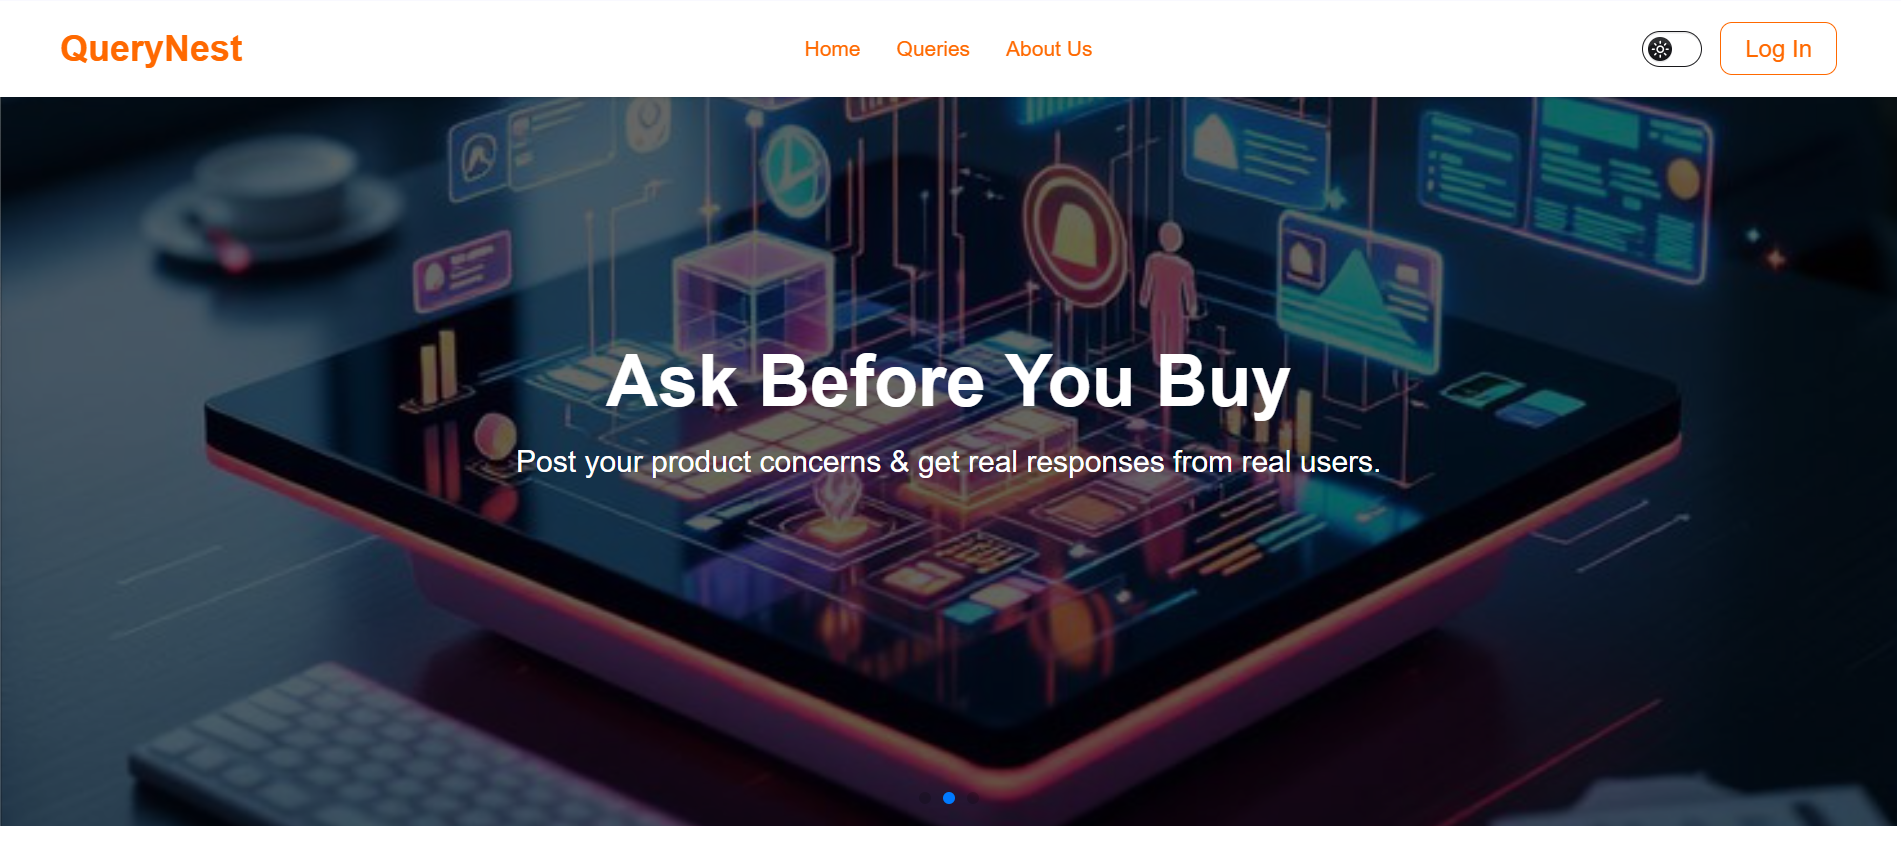 QueryNest
Home Queries About Us
Log In
Ask Before You Buy
Post your product concerns & get real responses from real users.